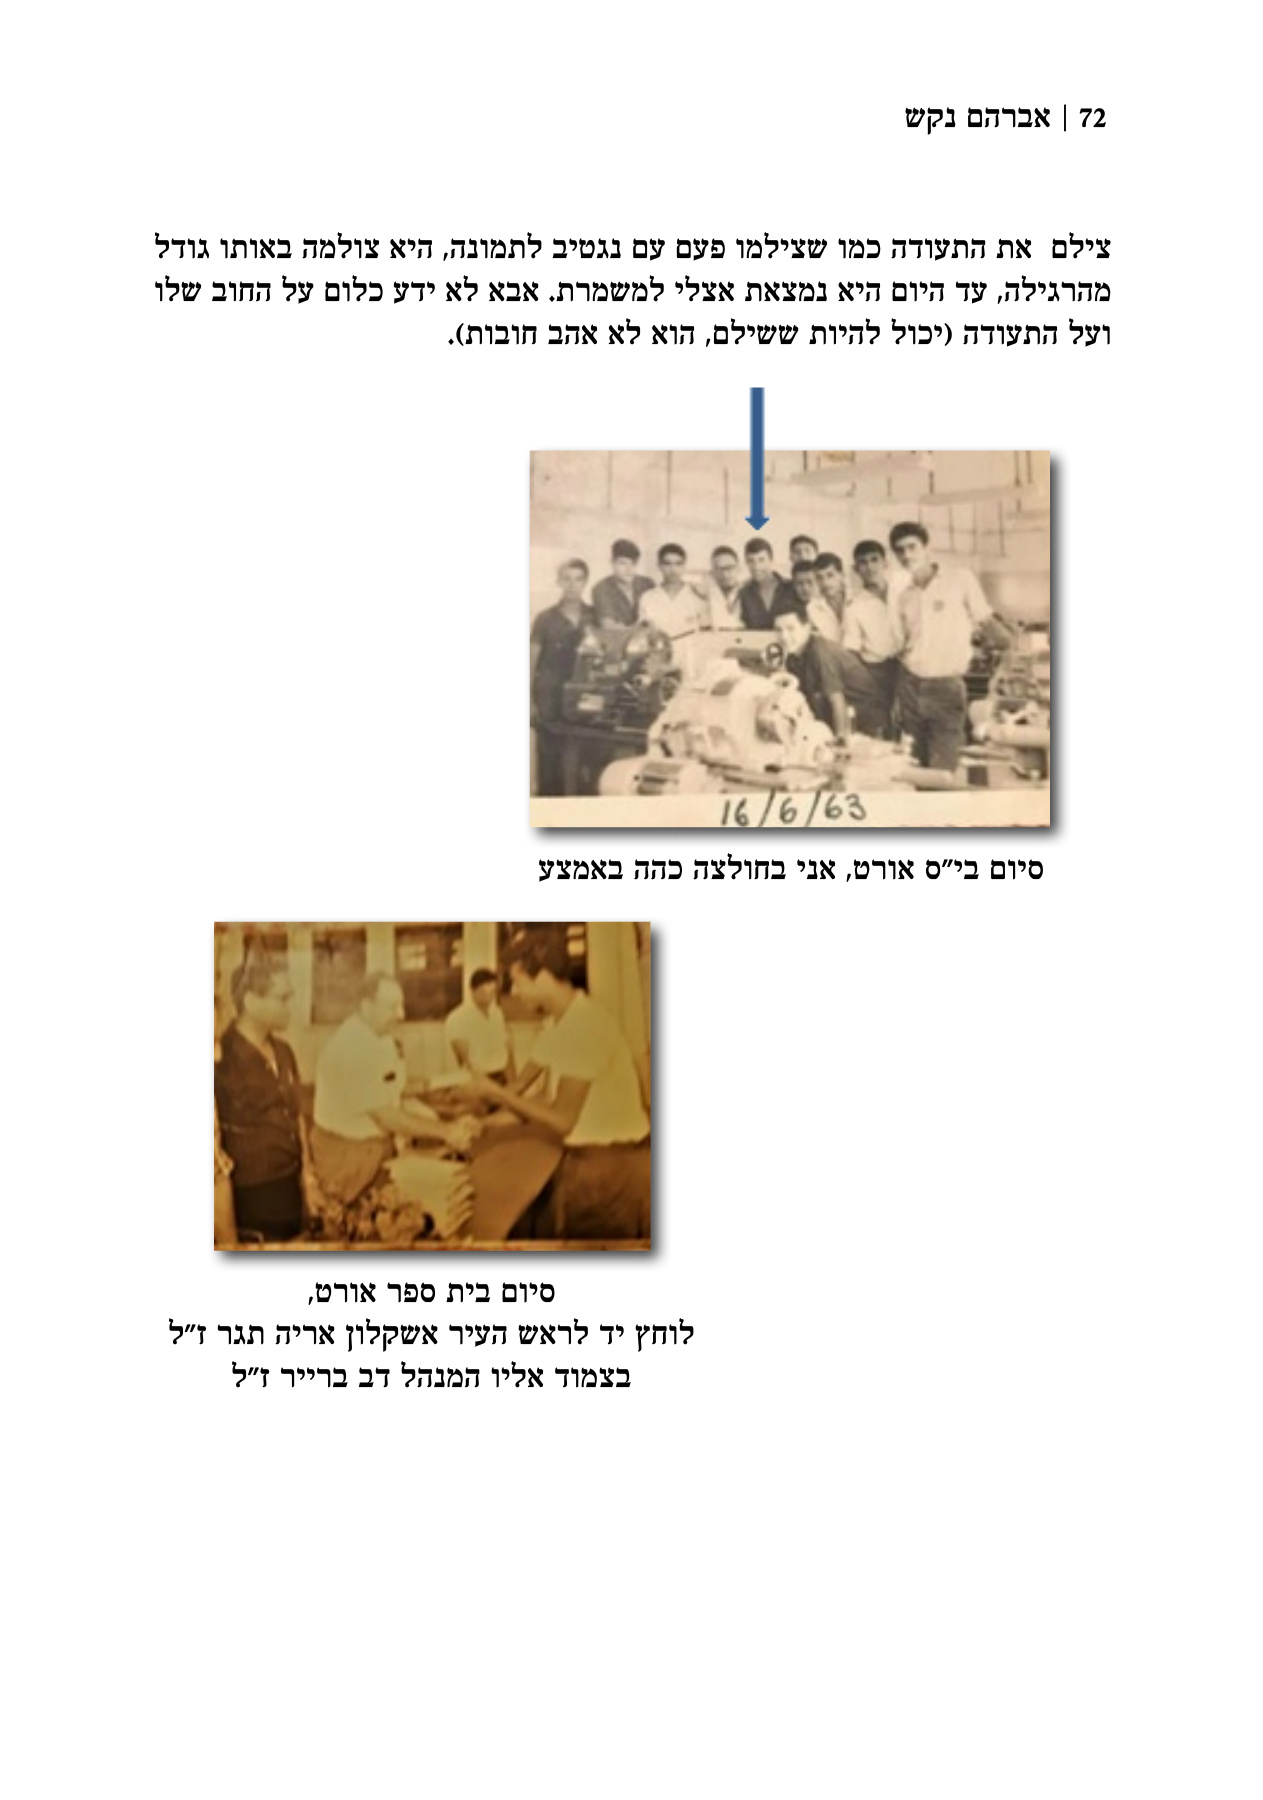 72 | אברהם נקש
צילם את התעודה כמו שצילמו פעם עם נגטיב לתמונה, היא צולמה באותו גודל
מהרגילה, עד היום היא נמצאת אצלי למשמרת. אבא לא ידע כלום על החוב שלו
ועל התעודה (יכול להיות ששילם, הוא לא אהב חובות).
16/6/63
סיום בי"ס אורט, אני בחולצה כהה באמצע
סיום בית ספר אורט,
לוחץ יד לראש העיר אשקלון אריה תגר ז"ל
בצמוד אליו המנהל דב ברייר ז"ל